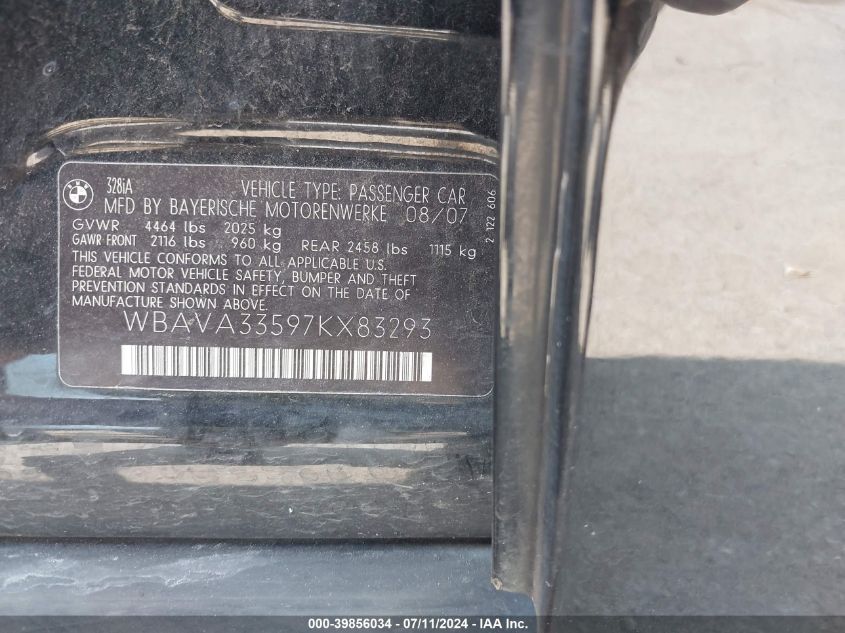 BMW
328iA
VEHICLE TYPE: PASSENGER CAR
MFD BY BAYERISCHE MOTORENWERKE 08/07
GVWR 4464 lbs 2025 kg
GAWR FRONT 2116 lbs 960 kg REAR 2458 lbs 1115 kg
THIS VEHICLE CONFORMS TO ALL APPLICABLE U.S.
FEDERAL MOTOR VEHICLE SAFETY, BUMPER AND THEFT
PREVENTION STANDARDS IN EFFECT ON THE DATE OF
MANUFACTURE SHOWN ABOVE
WBAVA33597KX83293
2 122 606
000-39856034 - 07/11/2024 - IAA Inc.